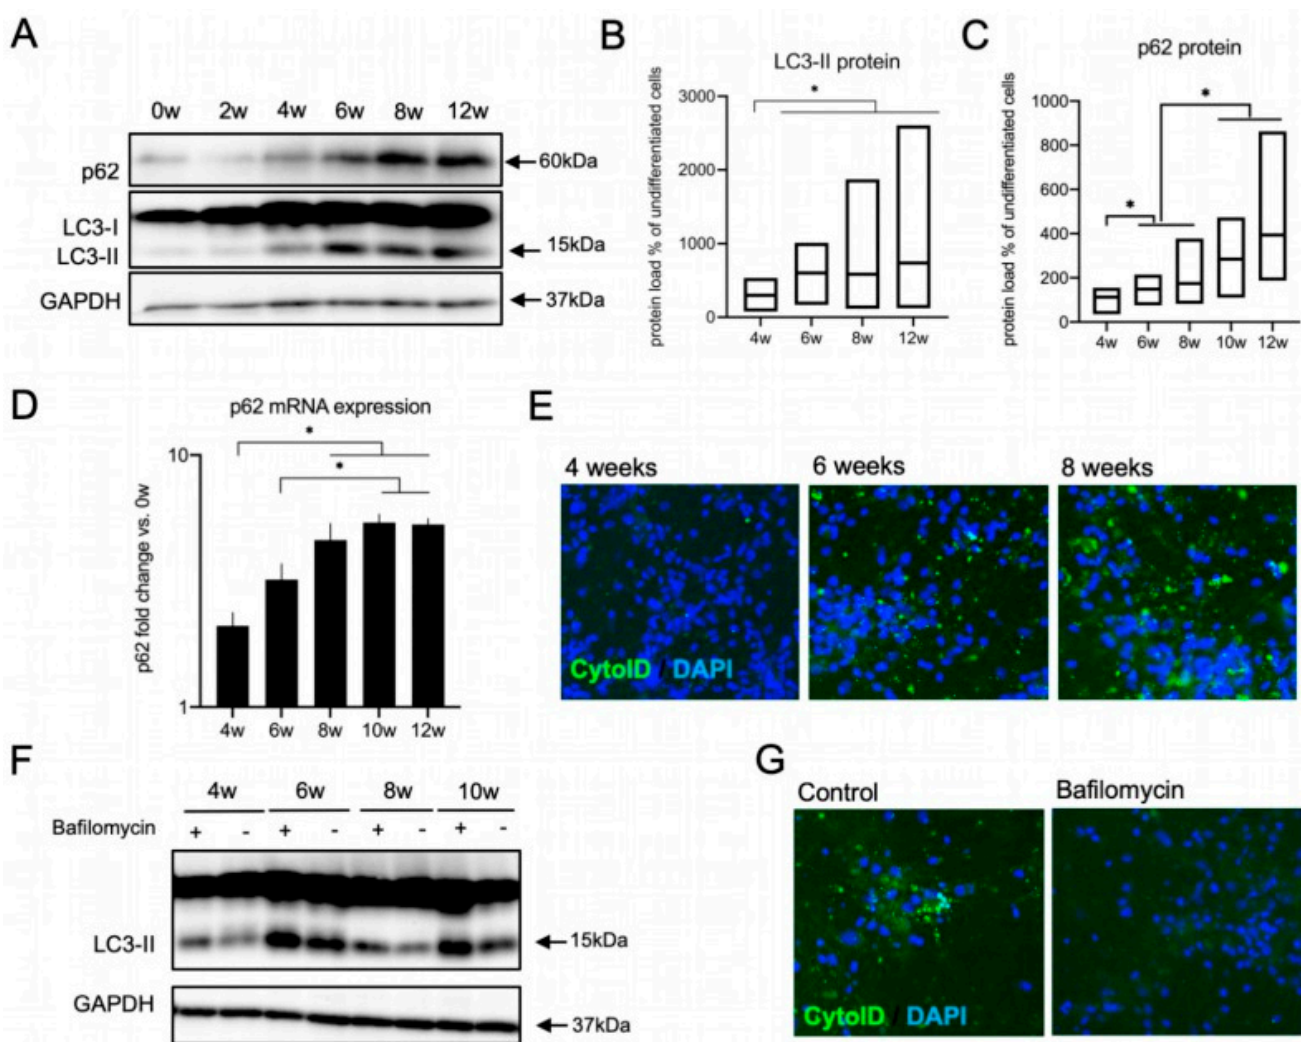 A
0w 2w 4w 6w 8w 12w
p62
60kDa
LC3-I
LC3-II
15kDa
GAPDH
37kDa
B
LC3-II protein
protein load % of undifferentiated cells
3000
2000
1000
0
*
4w 6w 8w 12w
C
p62 protein
protein load % of undifferentiated cells
1000
800
600
400
200
0
*
*
4w 6w 8w 10w 12w
D
p62 mRNA expression
p62 fold change vs. 0w
10
1
*
*
4w 6w 8w 10w 12w
E
4 weeks 6 weeks 8 weeks
CytoID / DAPI
F
4w 6w 8w 10w
Bafilomycin + - + - + - + -
LC3-II
15kDa
GAPDH
37kDa
G
Control Bafilomycin
CytoID / DAPI